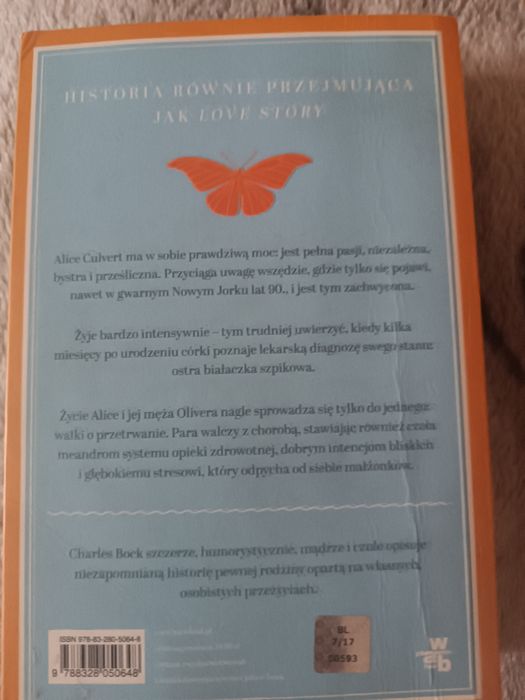 HISTORIA RÓWNIE PRZEJMUJĄCA
JAK LOVE STORY
Alice Culvert ma w sobie prawdziwą moc: jest pełna pasji, niezależna,
bystra i prześliczna. Przyciąga uwagę wszędzie, gdzie tylko się pojawi,
nawet w gwarnym Nowym Jorku lat 90., i jest tym zachwycona.
Żyje bardzo intensywnie – tym trudniej uwierzyć, kiedy kilka
miesięcy po urodzeniu córki poznaje lekarską diagnozę swego stanu:
ostra białaczka szpikowa.
Życie Alice i jej męża Olivera nagle sprowadza się tylko do jednego:
walki o przetrwanie. Para walczy z chorobą, stawiając również czoła
meandrom systemu opieki zdrowotnej, dobrym intencjom bliskich
i głębokiemu stresowi, który odpycha od siebie małżonków.
Charles Bock szczerze, humorystycznie, mądrze i czule opisuje
niezapomnianą historię pewnej rodziny opartą na własnych,
osobistych przeżyciach.
ISBN 978-83-280-5064-8
9 788328 050648
BL
7/17
w
ab